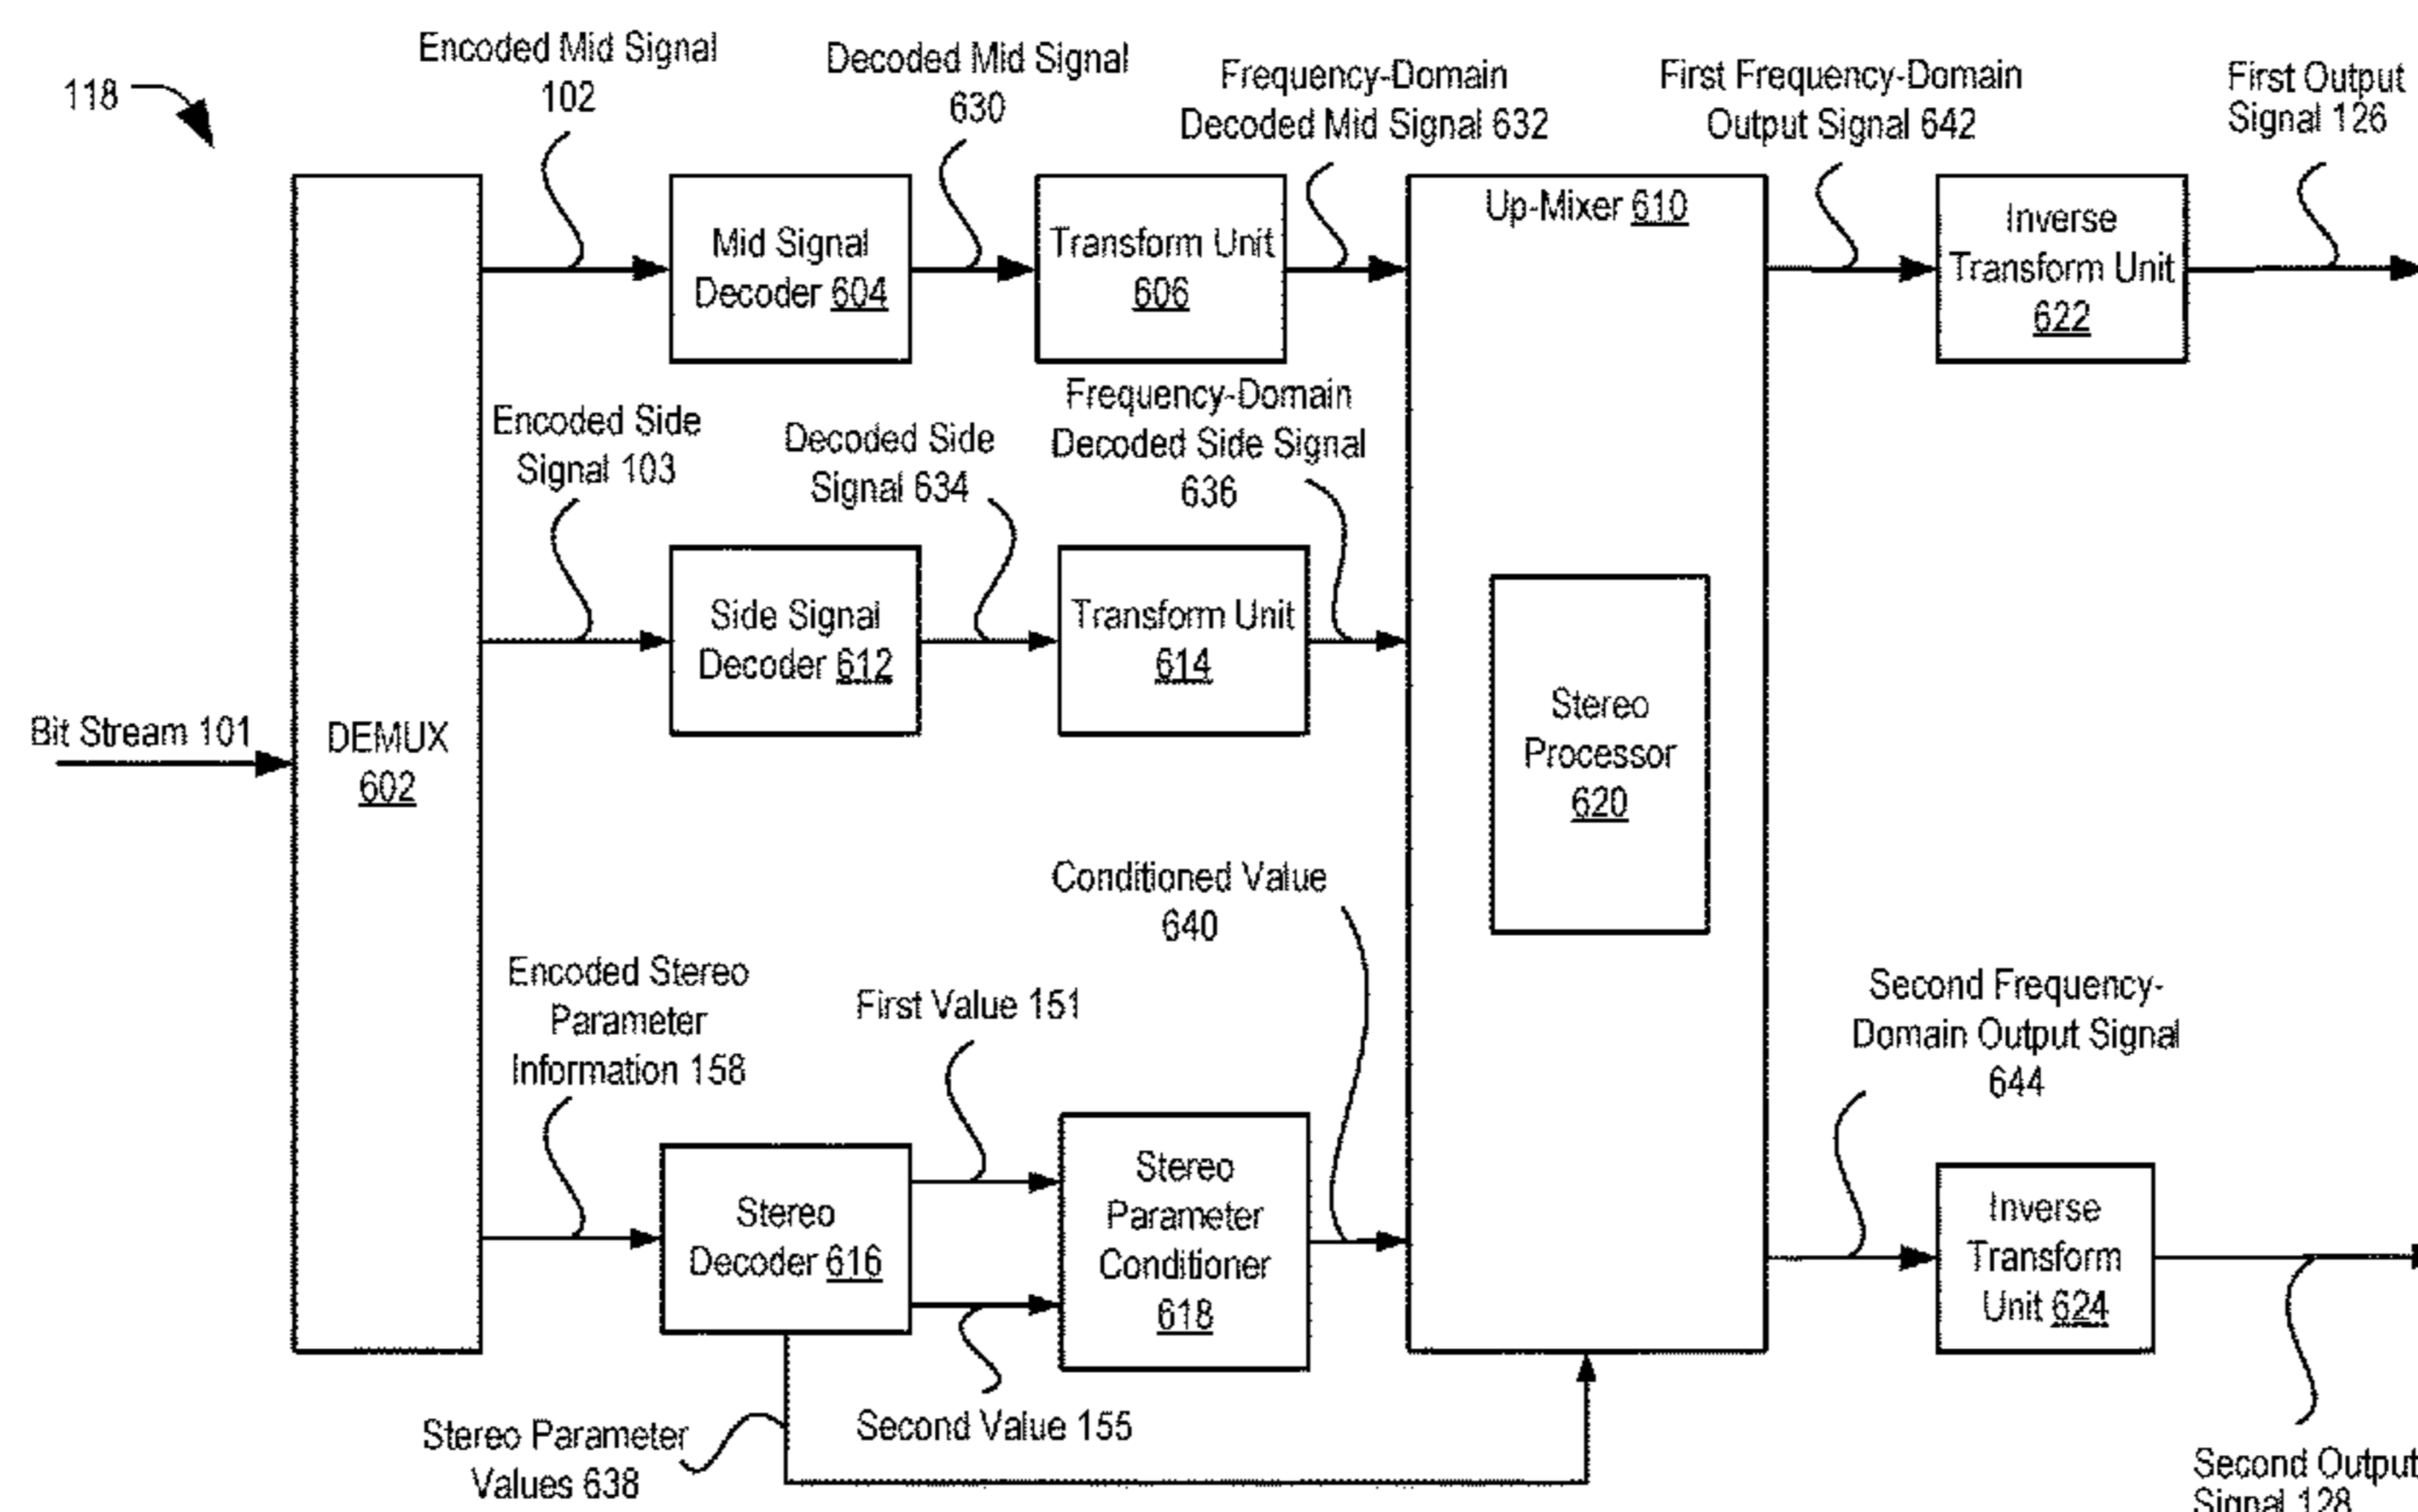 118
Encoded Mid Signal
102
Decoded Mid Signal
630
Frequency-Domain
Decoded Mid Signal 632
First Frequency-Domain
Output Signal 642
First Output
Signal 126
Mid Signal
Decoder 604
Transform Unit
606
Up-Mixer 610
Inverse
Transform Unit
622
Encoded Side
Signal 103
Decoded Side
Signal 634
Frequency-Domain
Decoded Side Signal
636
Side Signal
Decoder 612
Transform Unit
614
Stereo
Processor
620
Bit Stream 101
DEMUX
602
Conditioned Value
640
Encoded Stereo
Parameter
Information 158
First Value 151
Second Frequency-
Domain Output Signal
644
Stereo
Decoder 616
Stereo
Parameter
Conditioner
618
Inverse
Transform
Unit 624
Stereo Parameter
Values 638
Second Value 155
Second Output
Signal 128